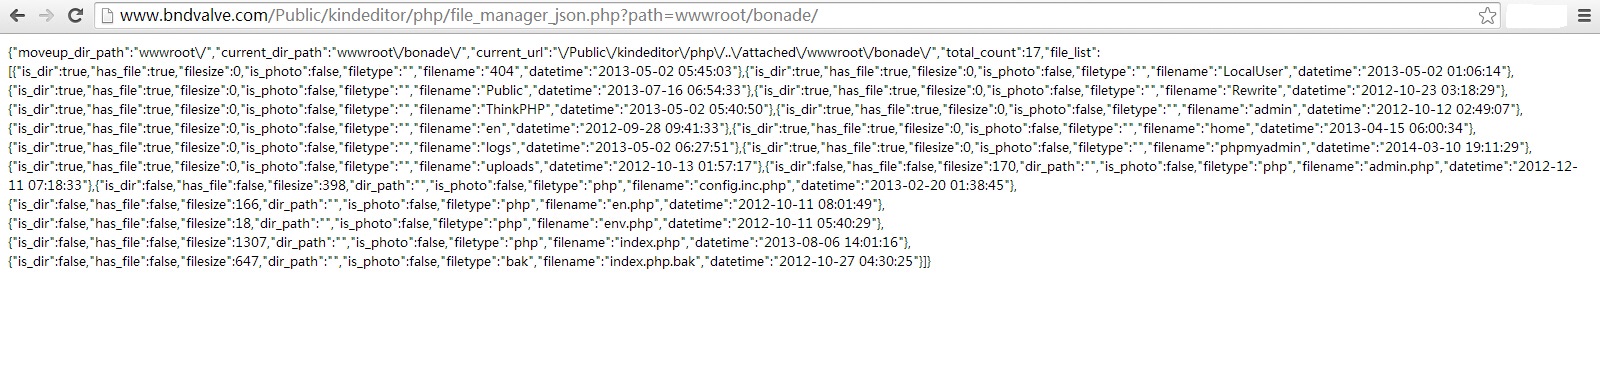 www.bndvalve.com/Public/kindeditor/php/file_manager_json.php?path=wwwroot/bonade/
{"moveup_dir_path":"wwwroot\/","current_dir_path":"wwwroot\/bonade\/","current_url":"\/Public\/kindeditor\/php\/..\/attached\/wwwroot\/bonade\/","total_count":17,"file_list":
[{"is_dir":true,"has_file":true,"filesize":0,"is_photo":false,"filetype":"","filename":"404","datetime":"2013-05-02 05:45:03"},{"is_dir":true,"has_file":true,"filesize":0,"is_photo":false,"filetype":"","filename":"LocalUser","datetime":"2013-05-02 01:06:14"},
{"is_dir":true,"has_file":true,"filesize":0,"is_photo":false,"filetype":"","filename":"Public","datetime":"2013-07-16 06:54:33"},{"is_dir":true,"has_file":true,"filesize":0,"is_photo":false,"filetype":"","filename":"Rewrite","datetime":"2012-10-23 03:18:29"},
{"is_dir":true,"has_file":true,"filesize":0,"is_photo":false,"filetype":"","filename":"ThinkPHP","datetime":"2013-05-02 05:40:50"},{"is_dir":true,"has_file":true,"filesize":0,"is_photo":false,"filetype":"","filename":"admin","datetime":"2012-10-12 02:49:07"},
{"is_dir":true,"has_file":true,"filesize":0,"is_photo":false,"filetype":"","filename":"en","datetime":"2012-09-28 09:41:33"},{"is_dir":true,"has_file":true,"filesize":0,"is_photo":false,"filetype":"","filename":"home","datetime":"2013-04-15 06:00:34"},
{"is_dir":true,"has_file":true,"filesize":0,"is_photo":false,"filetype":"","filename":"logs","datetime":"2013-05-02 06:27:51"},{"is_dir":true,"has_file":true,"filesize":0,"is_photo":false,"filetype":"","filename":"phpmyadmin","datetime":"2014-03-10 19:11:29"},
{"is_dir":true,"has_file":true,"filesize":0,"is_photo":false,"filetype":"","filename":"uploads","datetime":"2012-10-13 01:57:17"},{"is_dir":false,"has_file":false,"filesize":170,"dir_path":"","is_photo":false,"filetype":"php","filename":"admin.php","datetime":"2012-12-
11 07:18:33"},{"is_dir":false,"has_file":false,"filesize":398,"dir_path":"","is_photo":false,"filetype":"php","filename":"config.inc.php","datetime":"2013-02-20 01:38:45"},
{"is_dir":false,"has_file":false,"filesize":166,"dir_path":"","is_photo":false,"filetype":"php","filename":"en.php","datetime":"2012-10-11 08:01:49"},
{"is_dir":false,"has_file":false,"filesize":18,"dir_path":"","is_photo":false,"filetype":"php","filename":"env.php","datetime":"2012-10-11 05:40:29"},
{"is_dir":false,"has_file":false,"filesize":1307,"dir_path":"","is_photo":false,"filetype":"php","filename":"index.php","datetime":"2013-08-06 14:01:16"},
{"is_dir":false,"has_file":false,"filesize":647,"dir_path":"","is_photo":false,"filetype":"bak","filename":"index.php.bak","datetime":"2012-10-27 04:30:25"}]}